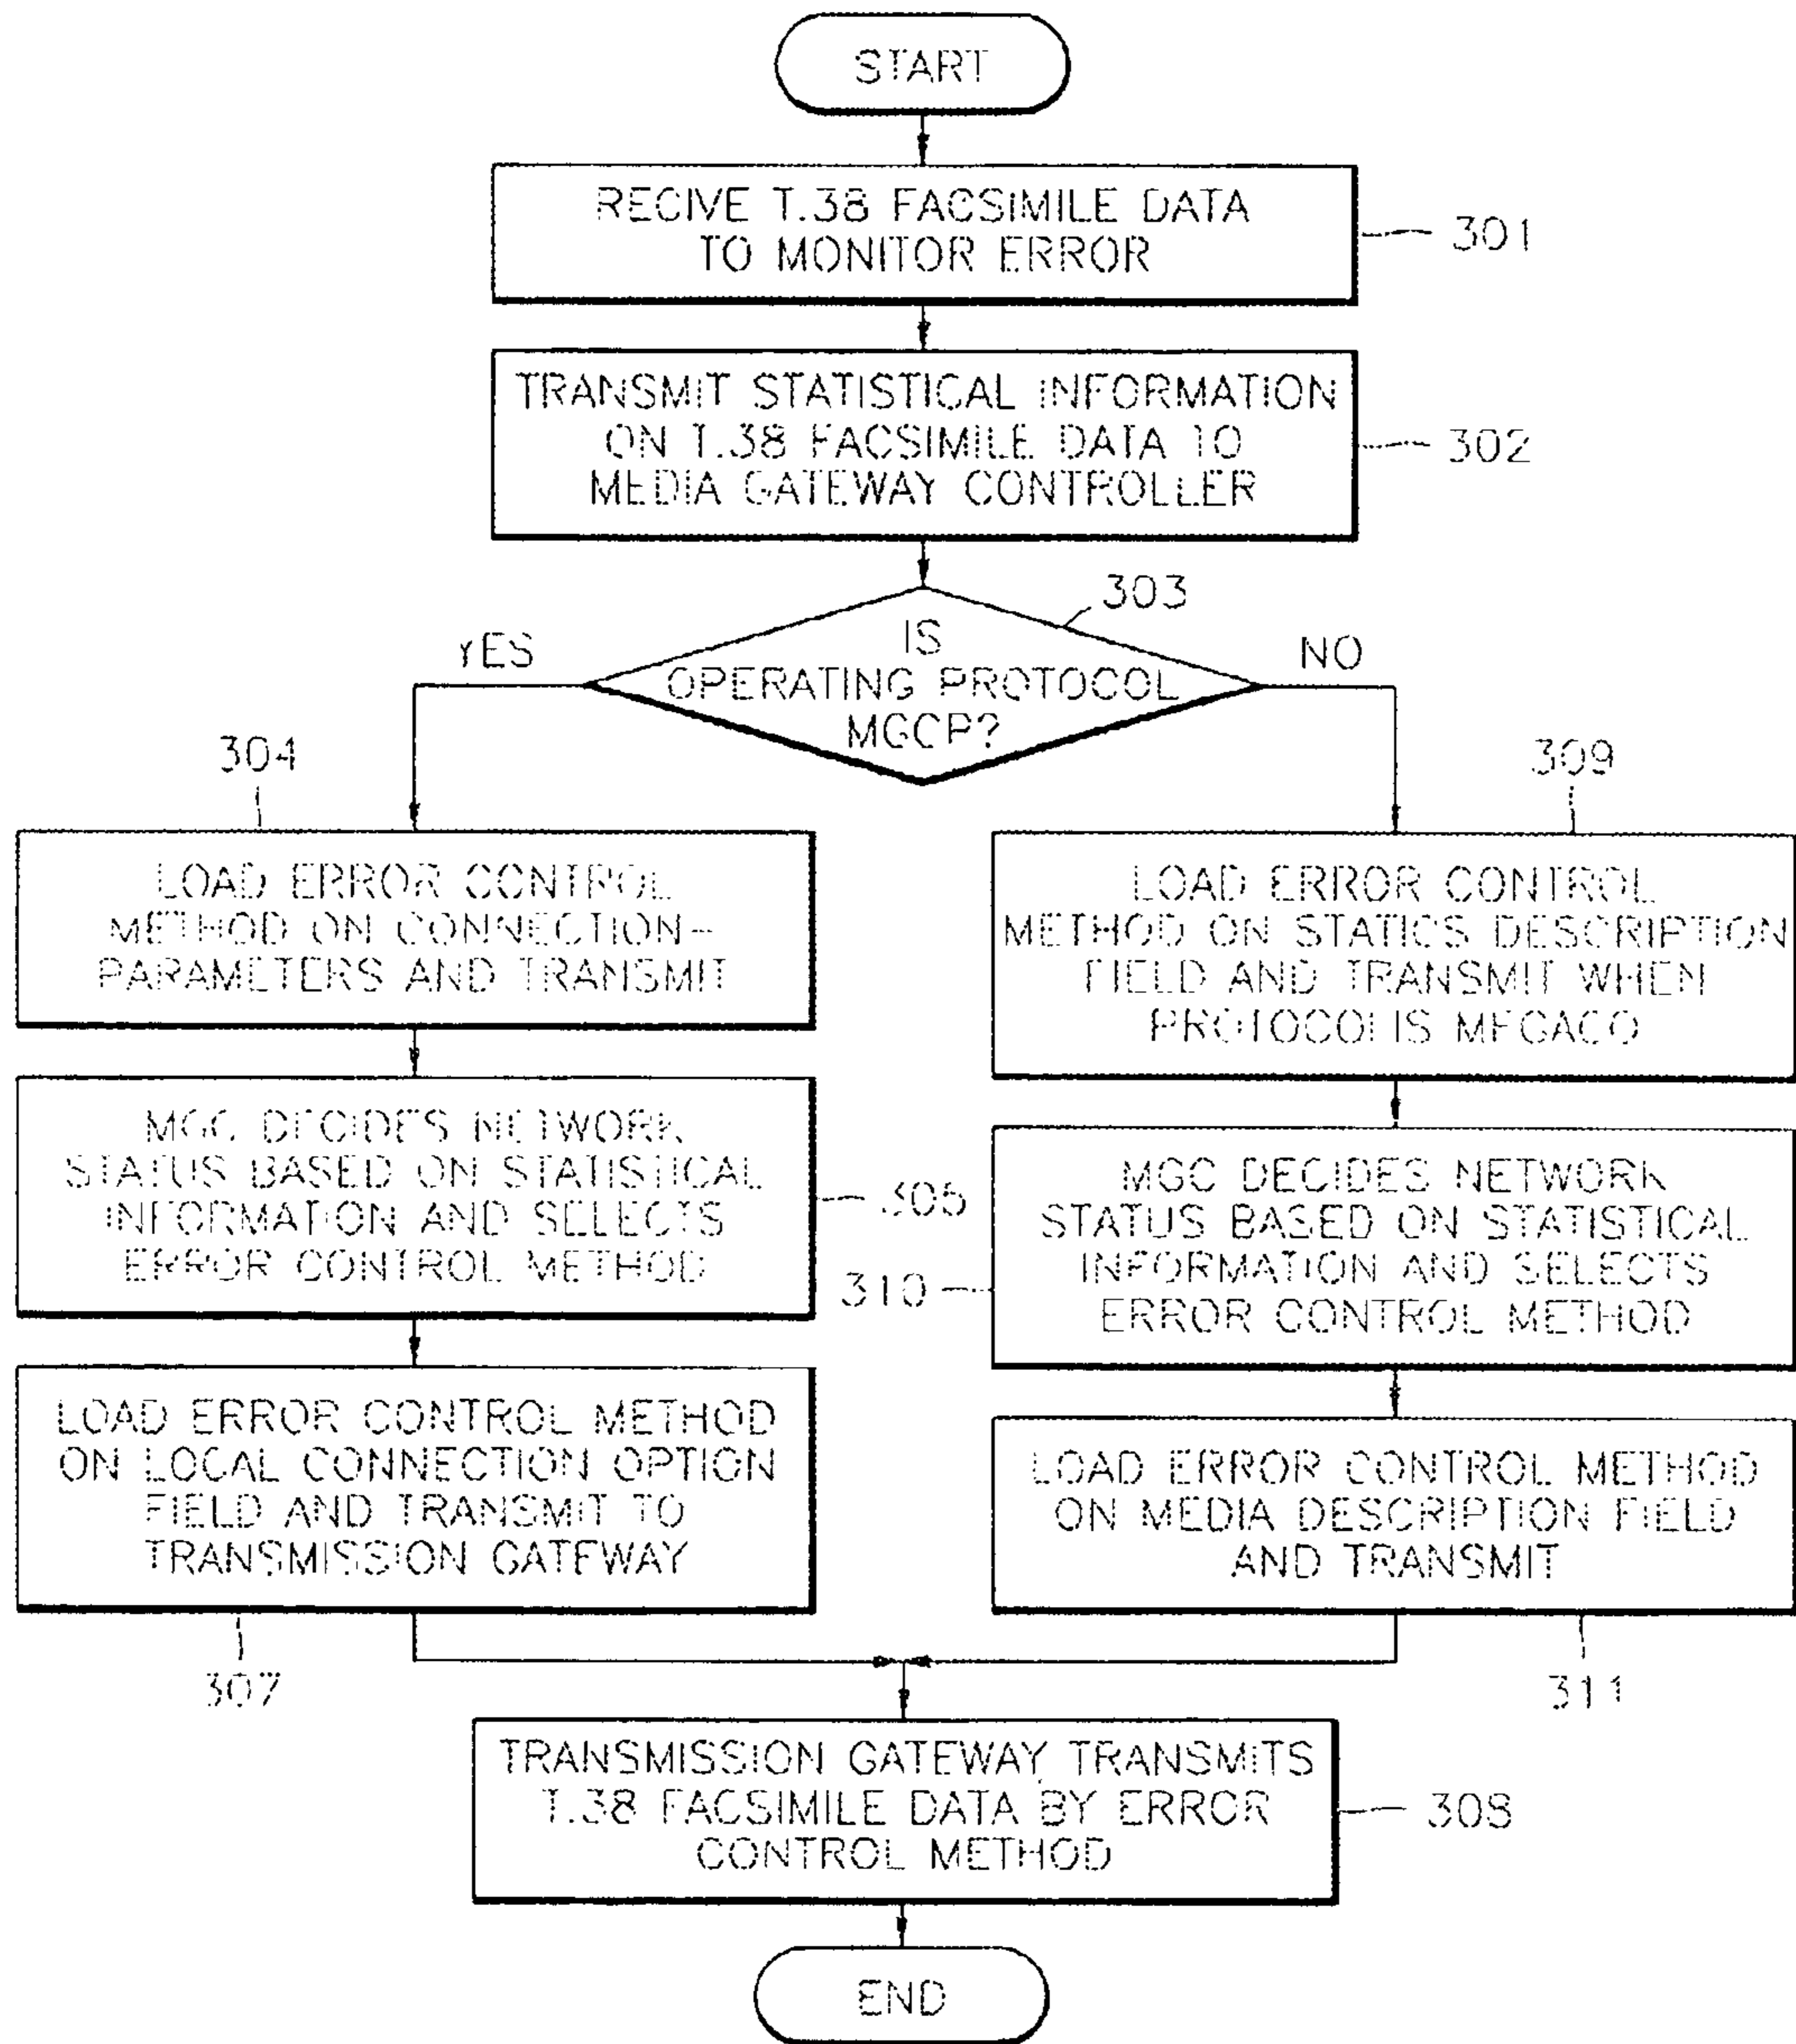 START
RECIVE T.38 FACSIMILE DATA
TO MONITOR ERROR
301
TRANSMIT STATISTICAL INFORMATION
ON T.38 FACSIMILE DATA TO
MEDIA GATEWAY CONTROLLER
302
303
IS
OPERATING PROTOCOL
MGCP?
YES
NO
304
LOAD ERROR CONTROL
METHOD ON CONNECTION-
PARAMETERS AND TRANSMIT
MGC DECIDES NETWORK
STATUS BASED ON STATISTICAL
INFORMATION AND SELECTS
ERROR CONTROL METHOD
305
LOAD ERROR CONTROL METHOD
ON LOCAL CONNECTION OPTION
FIELD AND TRANSMIT TO
TRANSMISSION GATEWAY
307
309
LOAD ERROR CONTROL
METHOD ON STATICS DESCRIPTION
FIELD AND TRANSMIT WHEN
PROTOCOL IS MEGACO
MGC DECIDES NETWORK
STATUS BASED ON STATISTICAL
INFORMATION AND SELECTS
ERROR CONTROL METHOD
310
LOAD ERROR CONTROL METHOD
ON MEDIA DESCRIPTION FIELD
AND TRANSMIT
311
TRANSMISSION GATEWAY TRANSMITS
T.38 FACSIMILE DATA BY ERROR
CONTROL METHOD
308
END